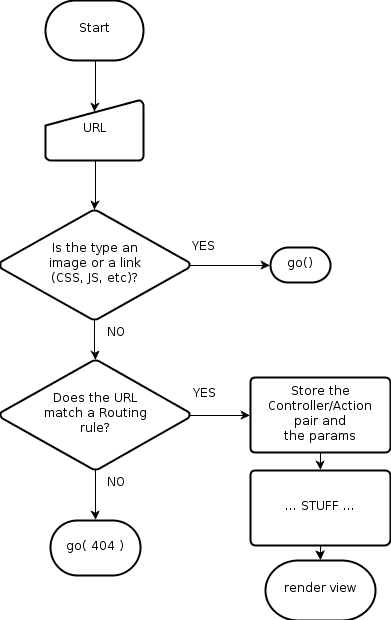 Start
URL
Is the type an
image or a link
(CSS, JS, etc)?
YES
go()
NO
Does the URL
match a Routing
rule?
YES
Store the
Controller/Action
pair and
the params
NO
... STUFF ...
go( 404 )
render view